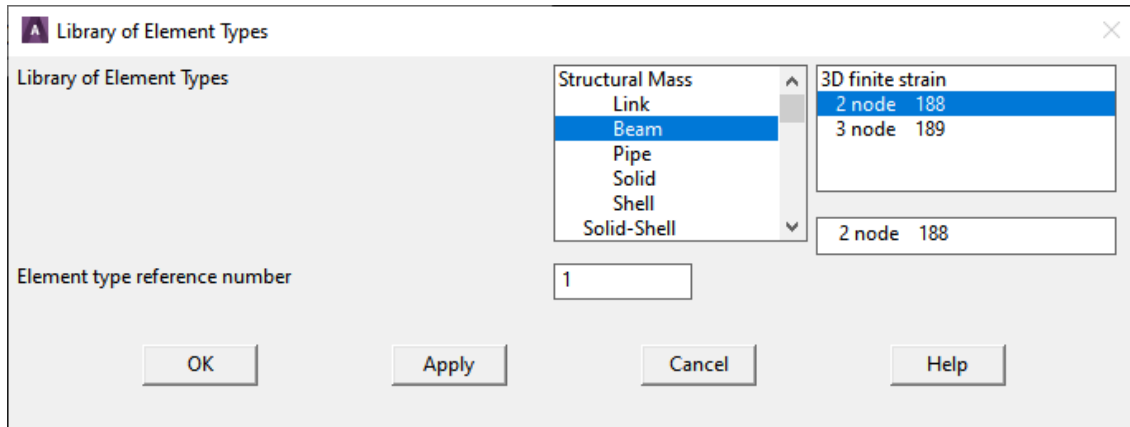 A Library of Element Types
Library of Element Types
Structural Mass
Link
Beam
Pipe
Solid
Shell
Solid-Shell
3D finite strain
2 node 188
3 node 189
2 node 188
Element type reference number
1
OK
Apply
Cancel
Help